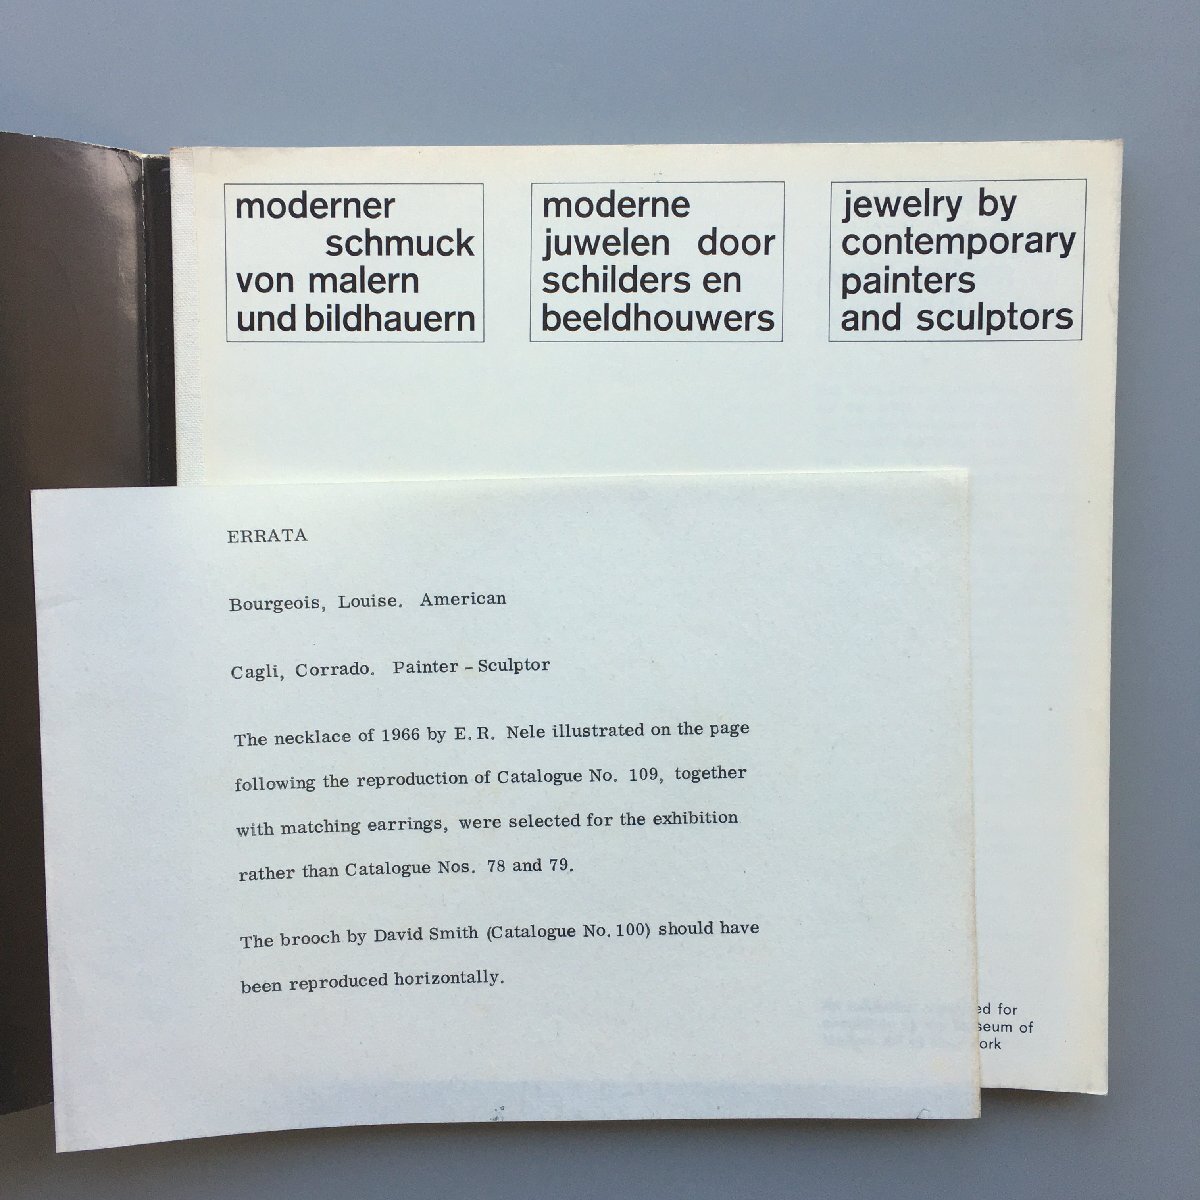 moderner
schmuck
von malern
und bildhauern
moderne
juwelen door
schilders en
beeldhouwers
jewelry by
contemporary
painters
and sculptors
ERRATA
Bourgeois, Louise. American
Cagli, Corrado. Painter - Sculptor
The necklace of 1966 by E. R. Nele illustrated on the page
following the reproduction of Catalogue No. 109, together
with matching earrings, were selected for the exhibition
rather than Catalogue Nos. 78 and 79.
The brooch by David Smith (Catalogue No. 100) should have
been reproduced horizontally.
for
of